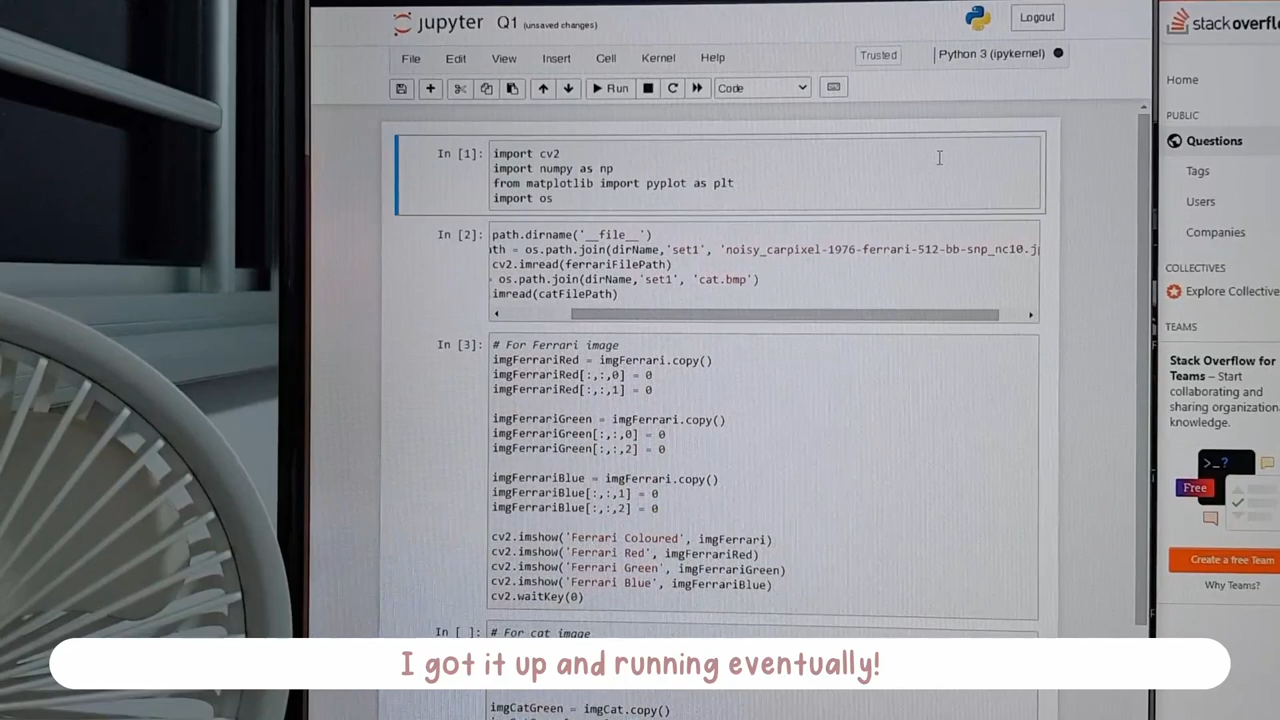 jupyter Q1 (unsaved changes)
Logout
File Edit View Insert Cell Kernel Help
Trusted
Python 3 (ipykernel)
Run
Code
In [1]:
import cv2
import numpy as np
from matplotlib import pyplot as plt
import os
In [2]:
path.dirname('__file__')
th = os.path.join(dirName,'set1', 'noisy_carpixel-1976-ferrari-512-bb-snp_nc10.j
cv2.imread(ferrariFilePath)
os.path.join(dirName,'set1', 'cat.bmp')
imread(catFilePath)
In [3]:
# For Ferrari image
imgFerrariRed = imgFerrari.copy()
imgFerrariRed[:,:,0] = 0
imgFerrariRed[:,:,1] = 0
imgFerrariGreen = imgFerrari.copy()
imgFerrariGreen[:,:,0] = 0
imgFerrariGreen[:,:,2] = 0
imgFerrariBlue = imgFerrari.copy()
imgFerrariBlue[:,:,1] = 0
imgFerrariBlue[:,:,2] = 0
cv2.imshow('Ferrari Coloured', imgFerrari)
cv2.imshow('Ferrari Red', imgFerrariRed)
cv2.imshow('Ferrari Green', imgFerrariGreen)
cv2.imshow('Ferrari Blue', imgFerrariBlue)
cv2.waitKey(0)
In [ ]:
# For cat image
imgCatGreen = imgCat.copy()
stack overfl
Home
PUBLIC
Questions
Tags
Users
Companies
COLLECTIVES
Explore Collective
TEAMS
Stack Overflow for
Teams – Start
collaborating and
sharing organization
knowledge.
>_?
Free
Create a free Team
Why Teams?
I got it up and running eventually!